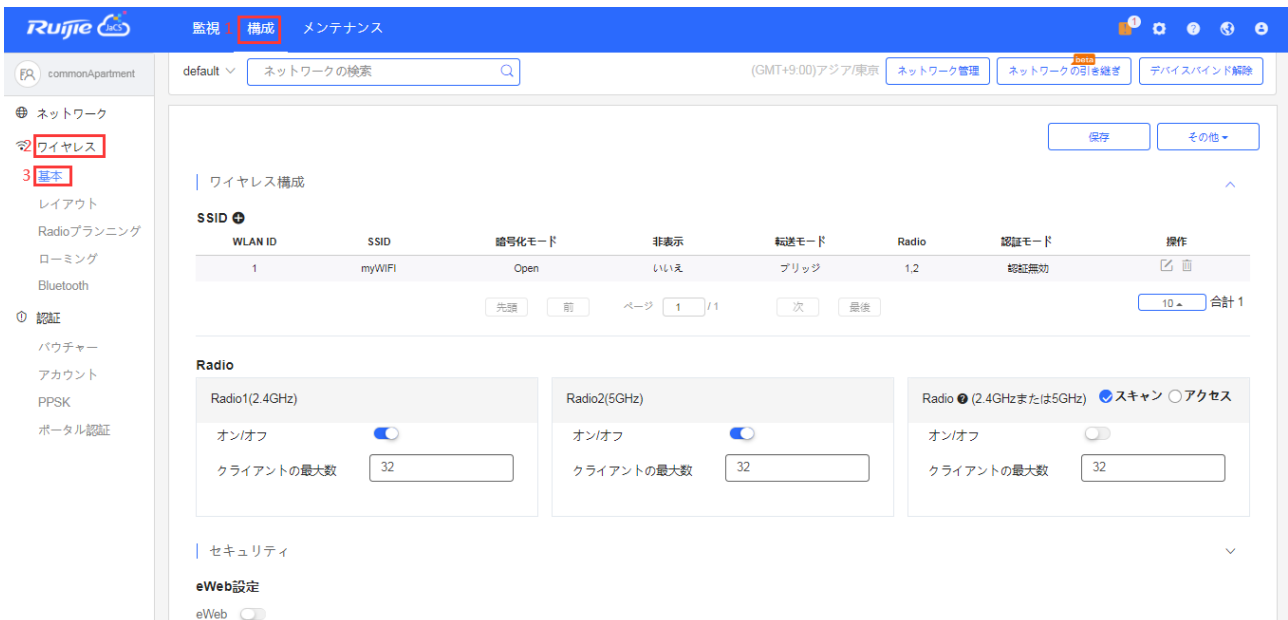 Ruijie JaCS 監視 1 構成 メンテナンス 1
commonApartment default ネットワークの検索 (GMT+9:00)アジア/東京 ネットワーク管理 ネットワークの引き継ぎ beta デバイスバインド解除
ネットワーク
2 ワイヤレス
3 基本
レイアウト
Radioプランニング
ローミング
Bluetooth
認証
バウチャー
アカウント
PPSK
ポータル認証
保存 その他
ワイヤレス構成
SSID
WLAN ID SSID 暗号化モード 非表示 転送モード Radio 認証モード 操作
1 myWIFI Open いいえ ブリッジ 1,2 認証無効
先頭 前 ページ 1 / 1 次 最後 10 合計 1
Radio
Radio1(2.4GHz) Radio2(5GHz) Radio (2.4GHzまたは5GHz) スキャン アクセス
オン/オフ オン/オフ オン/オフ
クライアントの最大数 32 クライアントの最大数 32 クライアントの最大数 32
セキュリティ
eWeb設定
eWeb